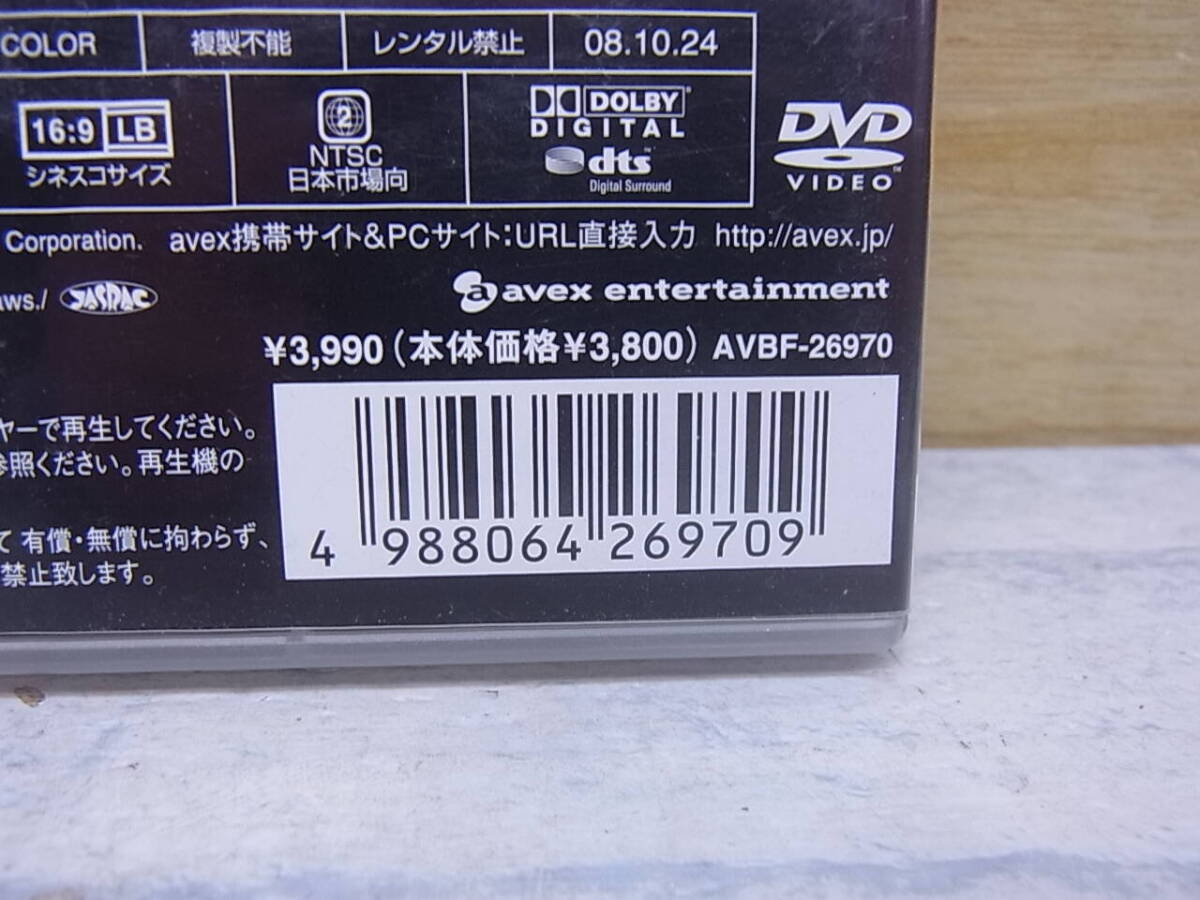 COLOR 複製不能 レンタル禁止 08.10.24
16:9 LB
シネスコサイズ
2
NTSC
日本市場向
DOLBY
DIGITAL
dts
Digital Surround
DVD
VIDEO
Corporation. avex携帯サイト&PCサイト:URL直接入力 http://avex.jp/
aws./ JASRAC a avex entertainment
¥3,990(本体価格¥3,800) AVBF-26970
ヤーで再生してください。
参照ください。再生機の
て 有償・無償に拘わらず、
禁止致します。
4 988064 269709